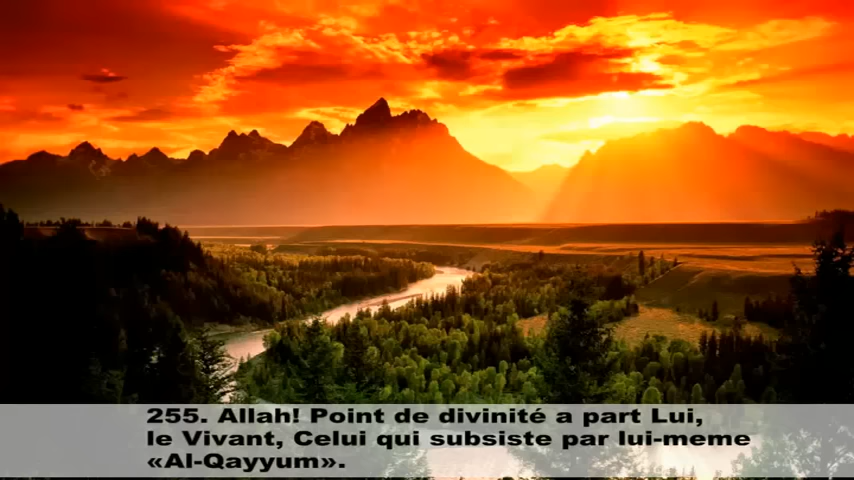 255. Allah! Point de divinité a part Lui,
le Vivant, Celui qui subsiste par lui-meme
«Al-Qayyum».